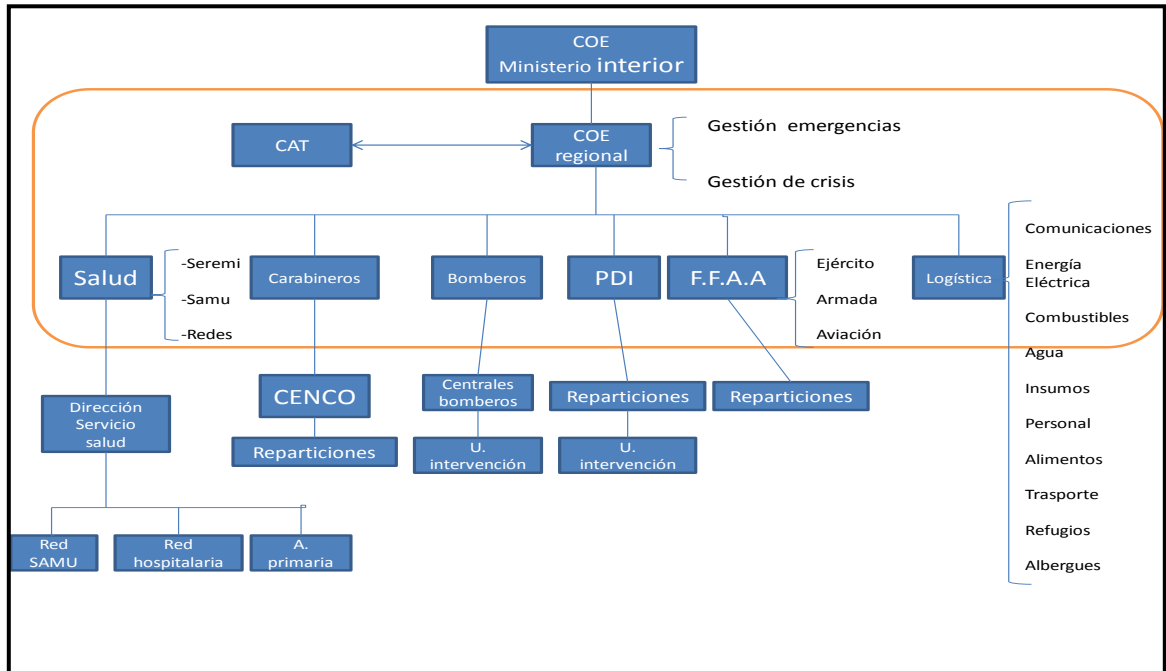 COE
Ministerio interior
CAT
COE
regional
Gestión emergencias
Gestión de crisis
Salud
-Seremi
-Samu
-Redes
Carabineros
Bomberos
PDI
F.F.A.A
Ejército
Armada
Aviación
Logística
Comunicaciones
Energía
Eléctrica
Combustibles
Agua
Insumos
Personal
Alimentos
Trasporte
Refugios
Albergues
Dirección
Servicio
salud
CENCO
Reparticiones
Centrales
bomberos
U.
intervención
Reparticiones
U.
intervención
Reparticiones
Red
SAMU
Red
hospitalaria
A.
primaria